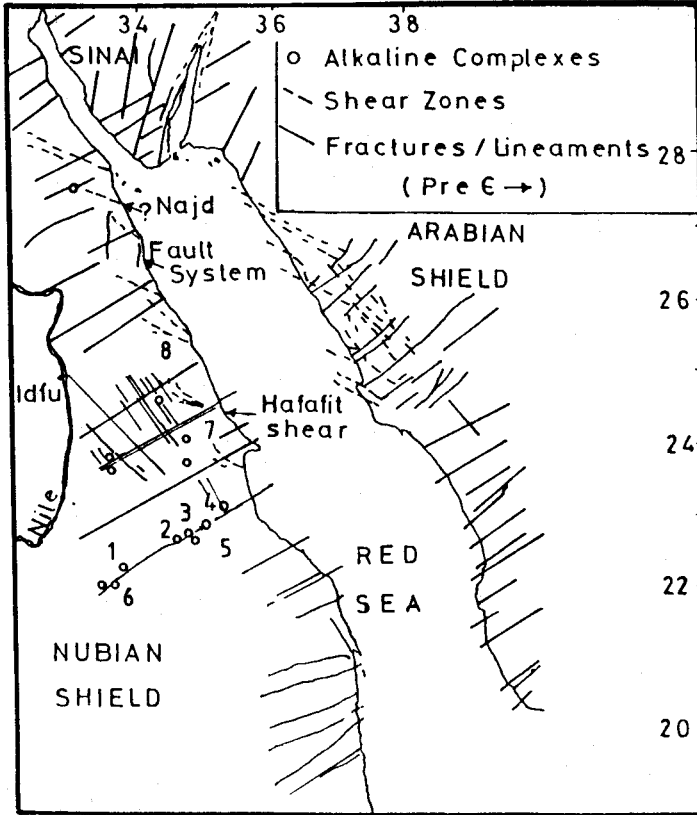 34 36 38
SINAI
Alkaline Complexes
Shear Zones
Fractures / Lineaments
( Pre Є → )
28
? Najd
Fault
System
ARABIAN
SHIELD
26
8
Idfu
Hafafit
shear
7
24
Nile
4
3
2
5
1
6
RED
SEA
22
NUBIAN
SHIELD
20